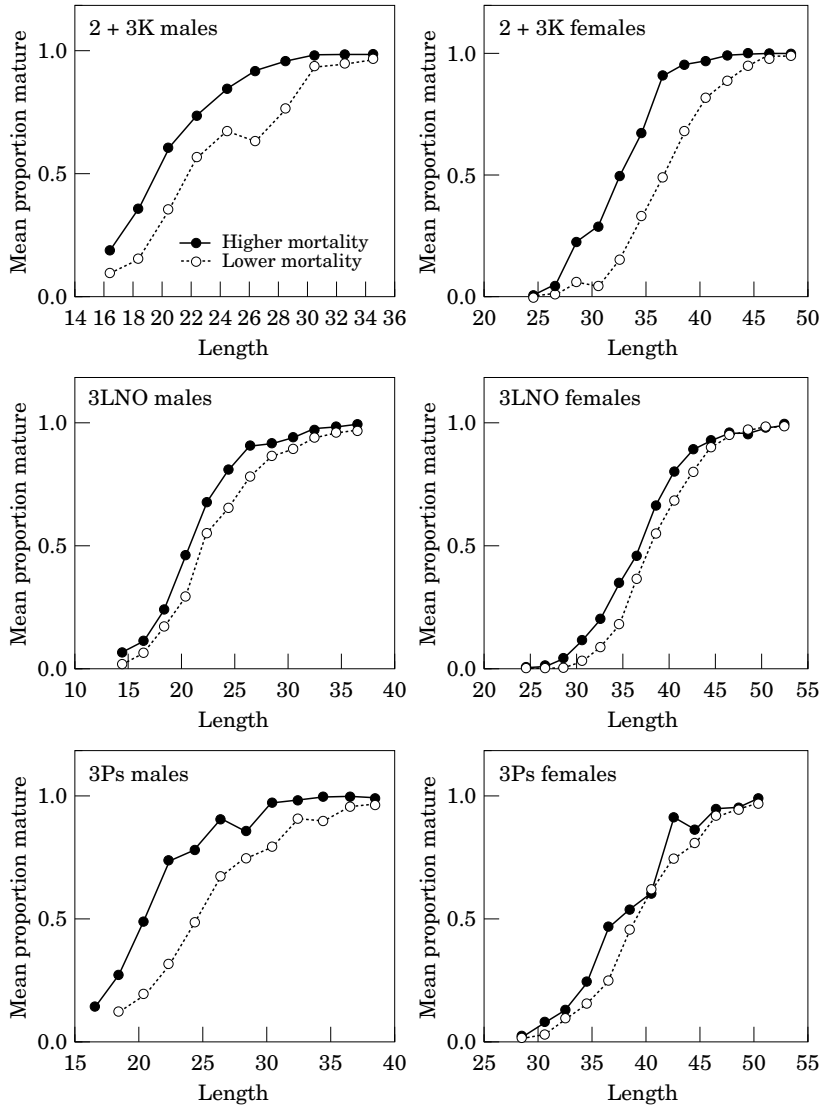 2 + 3K males
Mean proportion mature
1.0
0.5
0.0
Higher mortality
Lower mortality
14 16 18 20 22 24 26 28 30 32 34 36
Length
2 + 3K females
Mean proportion mature
1.0
0.5
0.0
20 25 30 35 40 45 50
Length
3LNO males
Mean proportion mature
1.0
0.5
0.0
10 15 20 25 30 35 40
Length
3LNO females
Mean proportion mature
1.0
0.5
0.0
20 25 30 35 40 45 50 55
Length
3Ps males
Mean proportion mature
1.0
0.5
0.0
15 20 25 30 35 40
Length
3Ps females
Mean proportion mature
1.0
0.5
0.0
25 30 35 40 45 50 55
Length